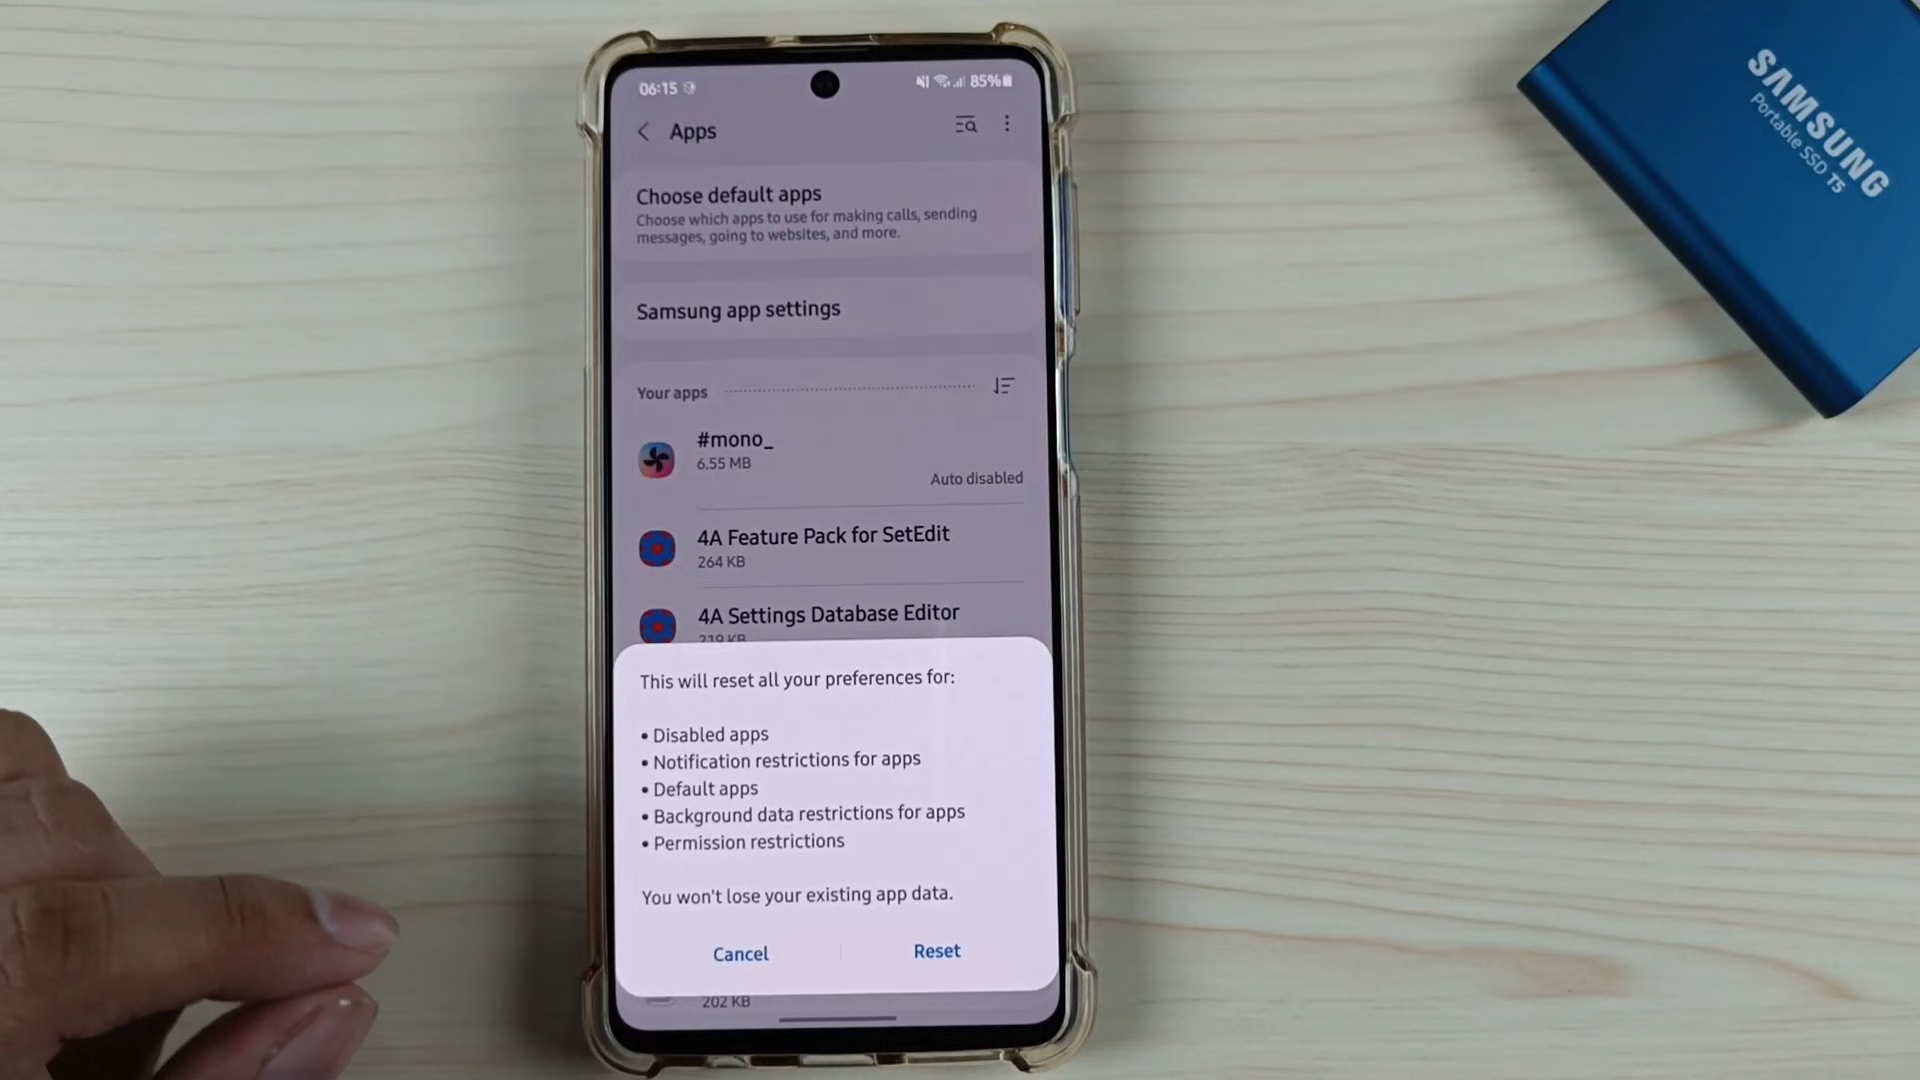 06:15
85%
Apps
Choose default apps
Choose which apps to use for making calls, sending
messages, going to websites, and more.
Samsung app settings
Your apps
#mono_
6.55 MB
Auto disabled
4A Feature Pack for SetEdit
264 KB
4A Settings Database Editor
219 KB
This will reset all your preferences for:
• Disabled apps
• Notification restrictions for apps
• Default apps
• Background data restrictions for apps
• Permission restrictions
You won't lose your existing app data.
Cancel
Reset
202 KB
SAMSUNG
Portable SSD T5